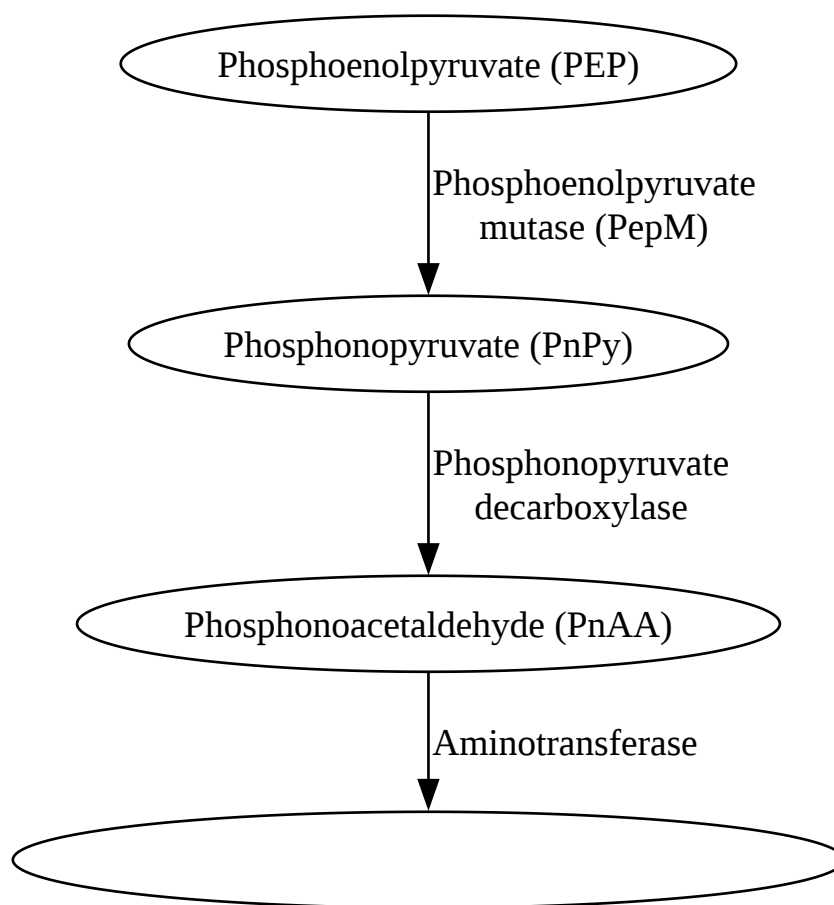 Phosphoenolpyruvate (PEP)
Phosphoenolpyruvate
mutase (PepM)
Phosphonopyruvate (PnPy)
Phosphonopyruvate
decarboxylase
Phosphonoacetaldehyde (PnAA)
Aminotransferase